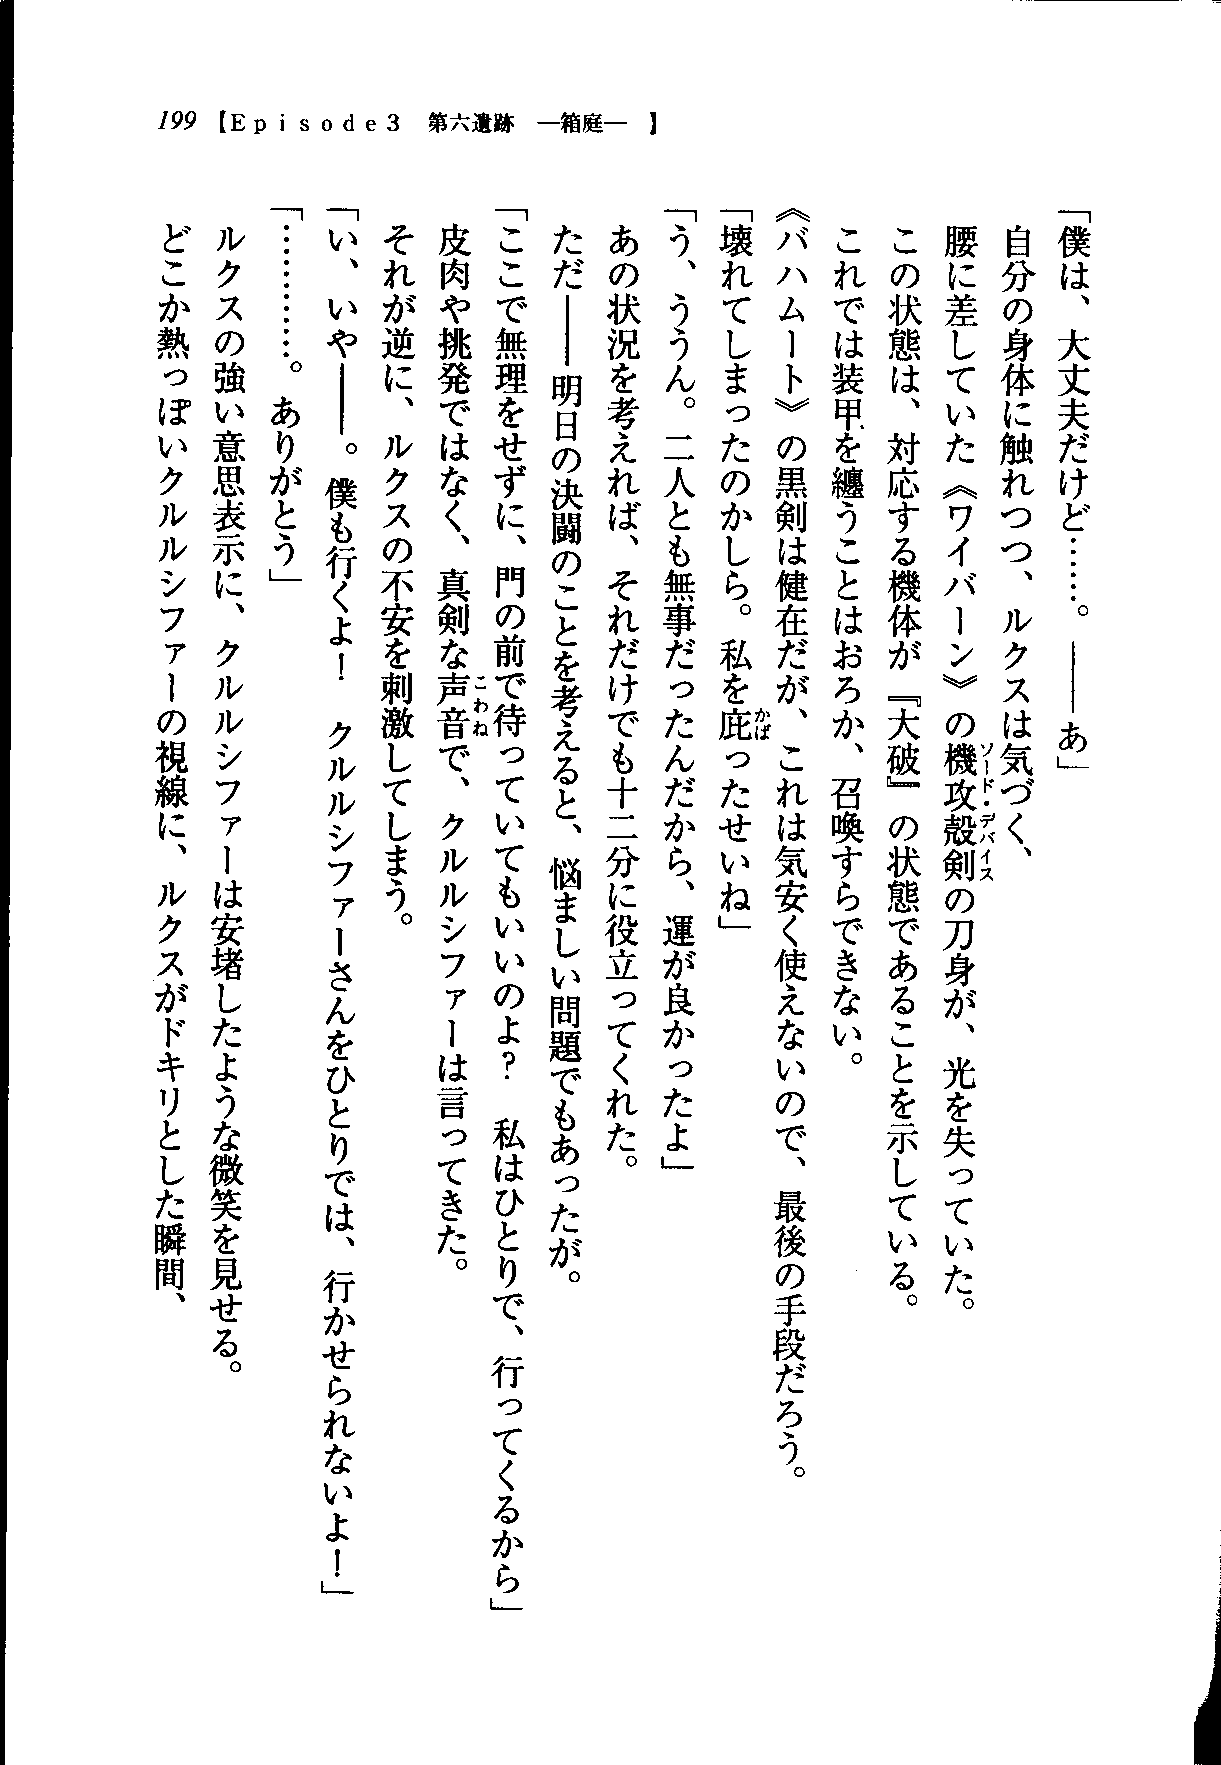 199 【Episode3　第六遺跡　―箱庭―　】
「僕は、大丈夫だけど……。――あ」
自分の身体に触れつつ、ルクスは気づく、
腰に差していた《ワイバーン》の機攻殻剣の刀身が、光を失っていた。
ソード・デバイス
この状態は、対応する機体が『大破』の状態であることを示している。
これでは装甲を纏うことはおろか、召喚すらできない。
《バハムート》の黒剣は健在だが、これは気安く使えないので、最後の手段だろう。
「壊れてしまったのかしら。私を庇ったせいね」
かば
「う、ううん。二人とも無事だったんだから、運が良かったよ」
あの状況を考えれば、それだけでも十二分に役立ってくれた。
ただ――明日の決闘のことを考えると、悩ましい問題でもあったが。
「ここで無理をせずに、門の前で待っていてもいいのよ？　私はひとりで、行ってくるから」
皮肉や挑発ではなく、真剣な声音で、クルルシファーは言ってきた。
こわね
それが逆に、ルクスの不安を刺激してしまう。
「い、いや――。僕も行くよ！　クルルシファーさんをひとりでは、行かせられないよ！」
「…………。ありがとう」
ルクスの強い意思表示に、クルルシファーは安堵したような微笑を見せる。
どこか熱っぽいクルルシファーの視線に、ルクスがドキリとした瞬間、